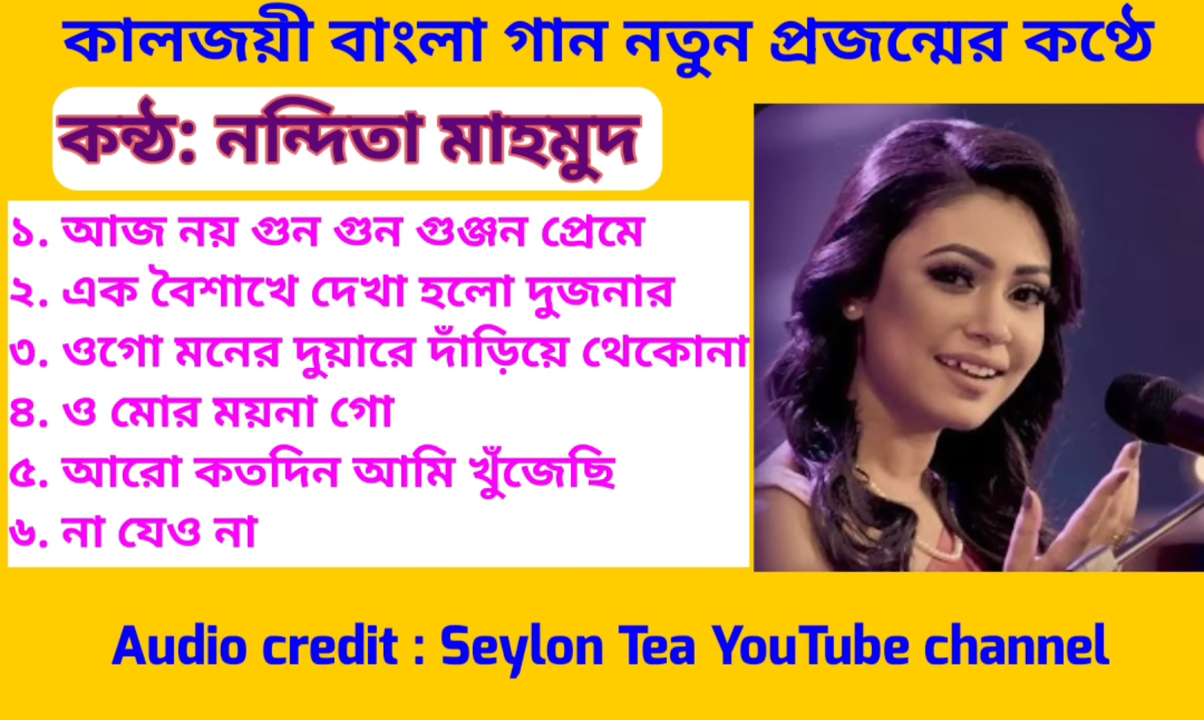 কালজয়ী বাংলা গান নতুন প্রজন্মের কণ্ঠে
কন্ঠ: নন্দিতা মাহমুদ
১. আজ নয় গুন গুন গুঞ্জন প্রেমে
২. এক বৈশাখে দেখা হলো দুজনার
৩. ওগো মনের দুয়ারে দাঁড়িয়ে থেকোনা
৪. ও মোর ময়না গো
৫. আরো কতদিন আমি খুঁজেছি
৬. না যেও না
Audio credit : Seylon Tea YouTube channel